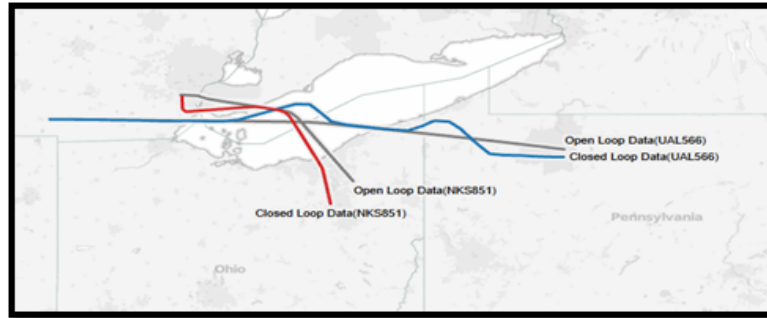 Open Loop Data(UAL566)
Closed Loop Data(UAL566)
Open Loop Data(NKS851)
Closed Loop Data(NKS851)
Pennsylvania
Ohio